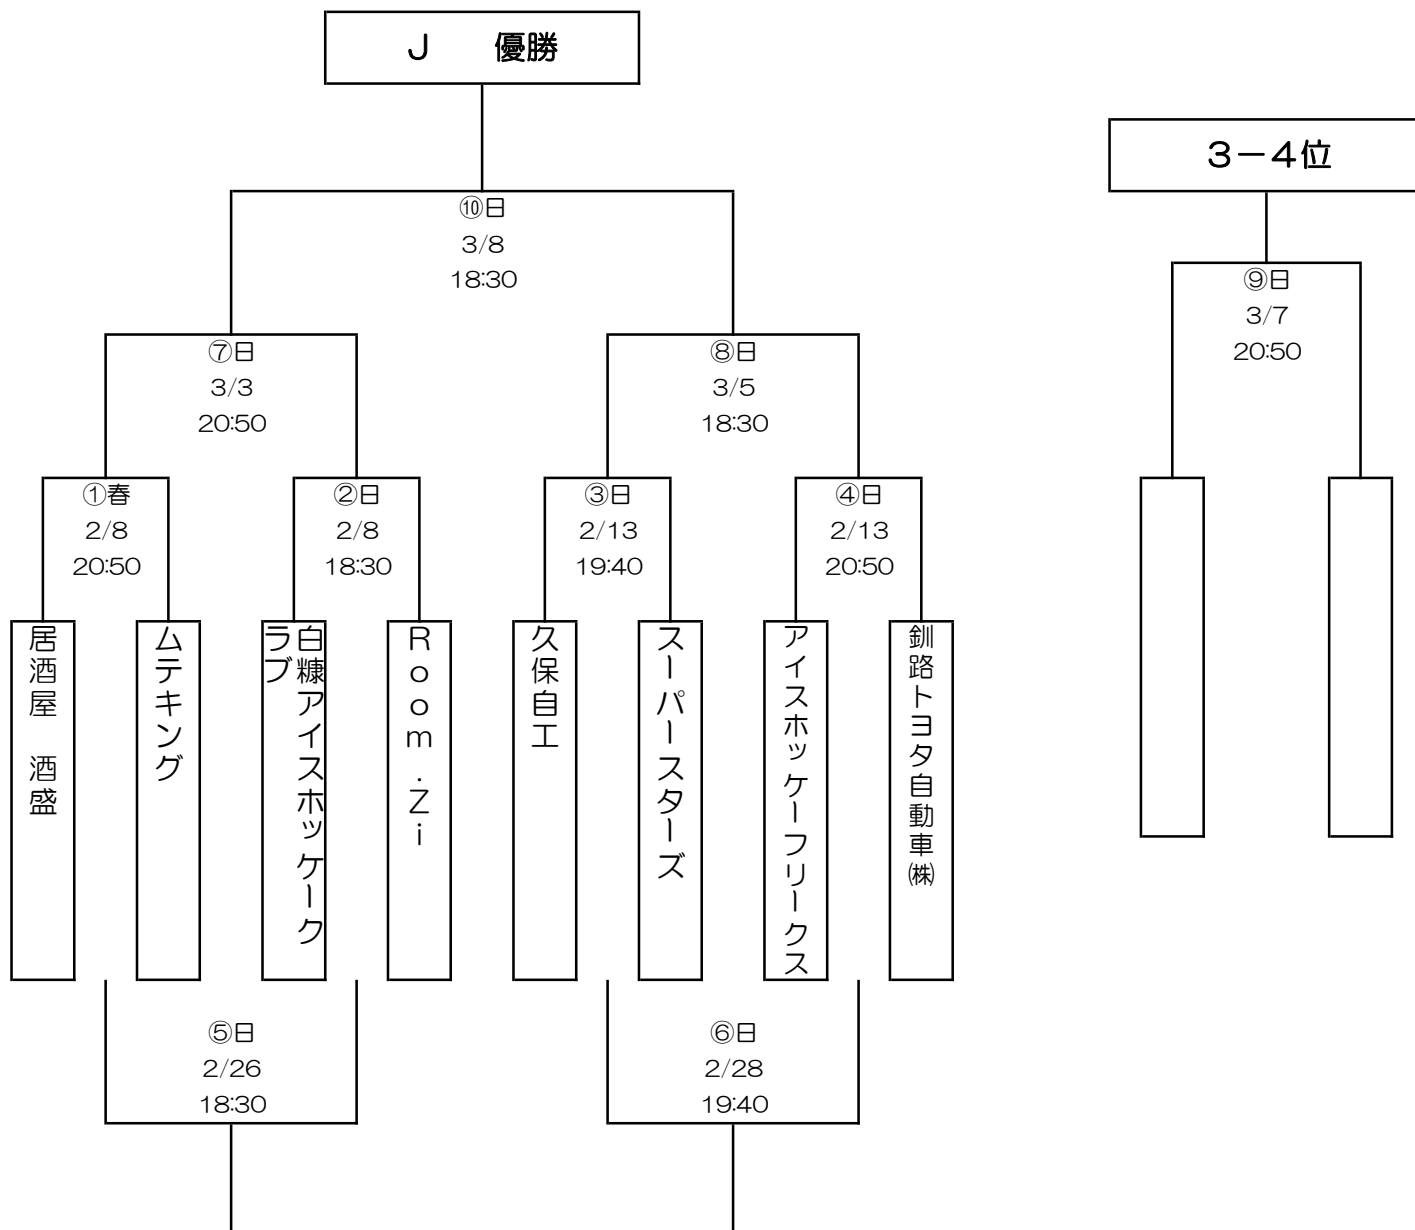 J 優勝
3－4位
⑩日
3/8
18:30
⑨日
3/7
20:50
⑦日
3/3
20:50
⑧日
3/5
18:30
①春
2/8
20:50
②日
2/8
18:30
③日
2/13
19:40
④日
2/13
20:50
居酒屋 酒盛
ムテキング
白糠アイスホッケーク
ラブ
Room.Zi
久保自工
スーパースターズ
アイスホッケーフリークス
釧路トヨタ自動車㈱
⑤日
2/26
18:30
⑥日
2/28
19:40